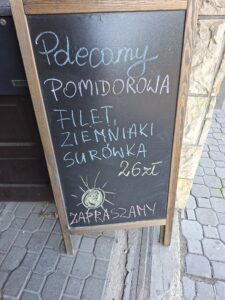 Polecamy
POMIDOROWA
FILET,
ZIEMNIAKI
SURÓWKA
26zł
ZAPRASZAMY